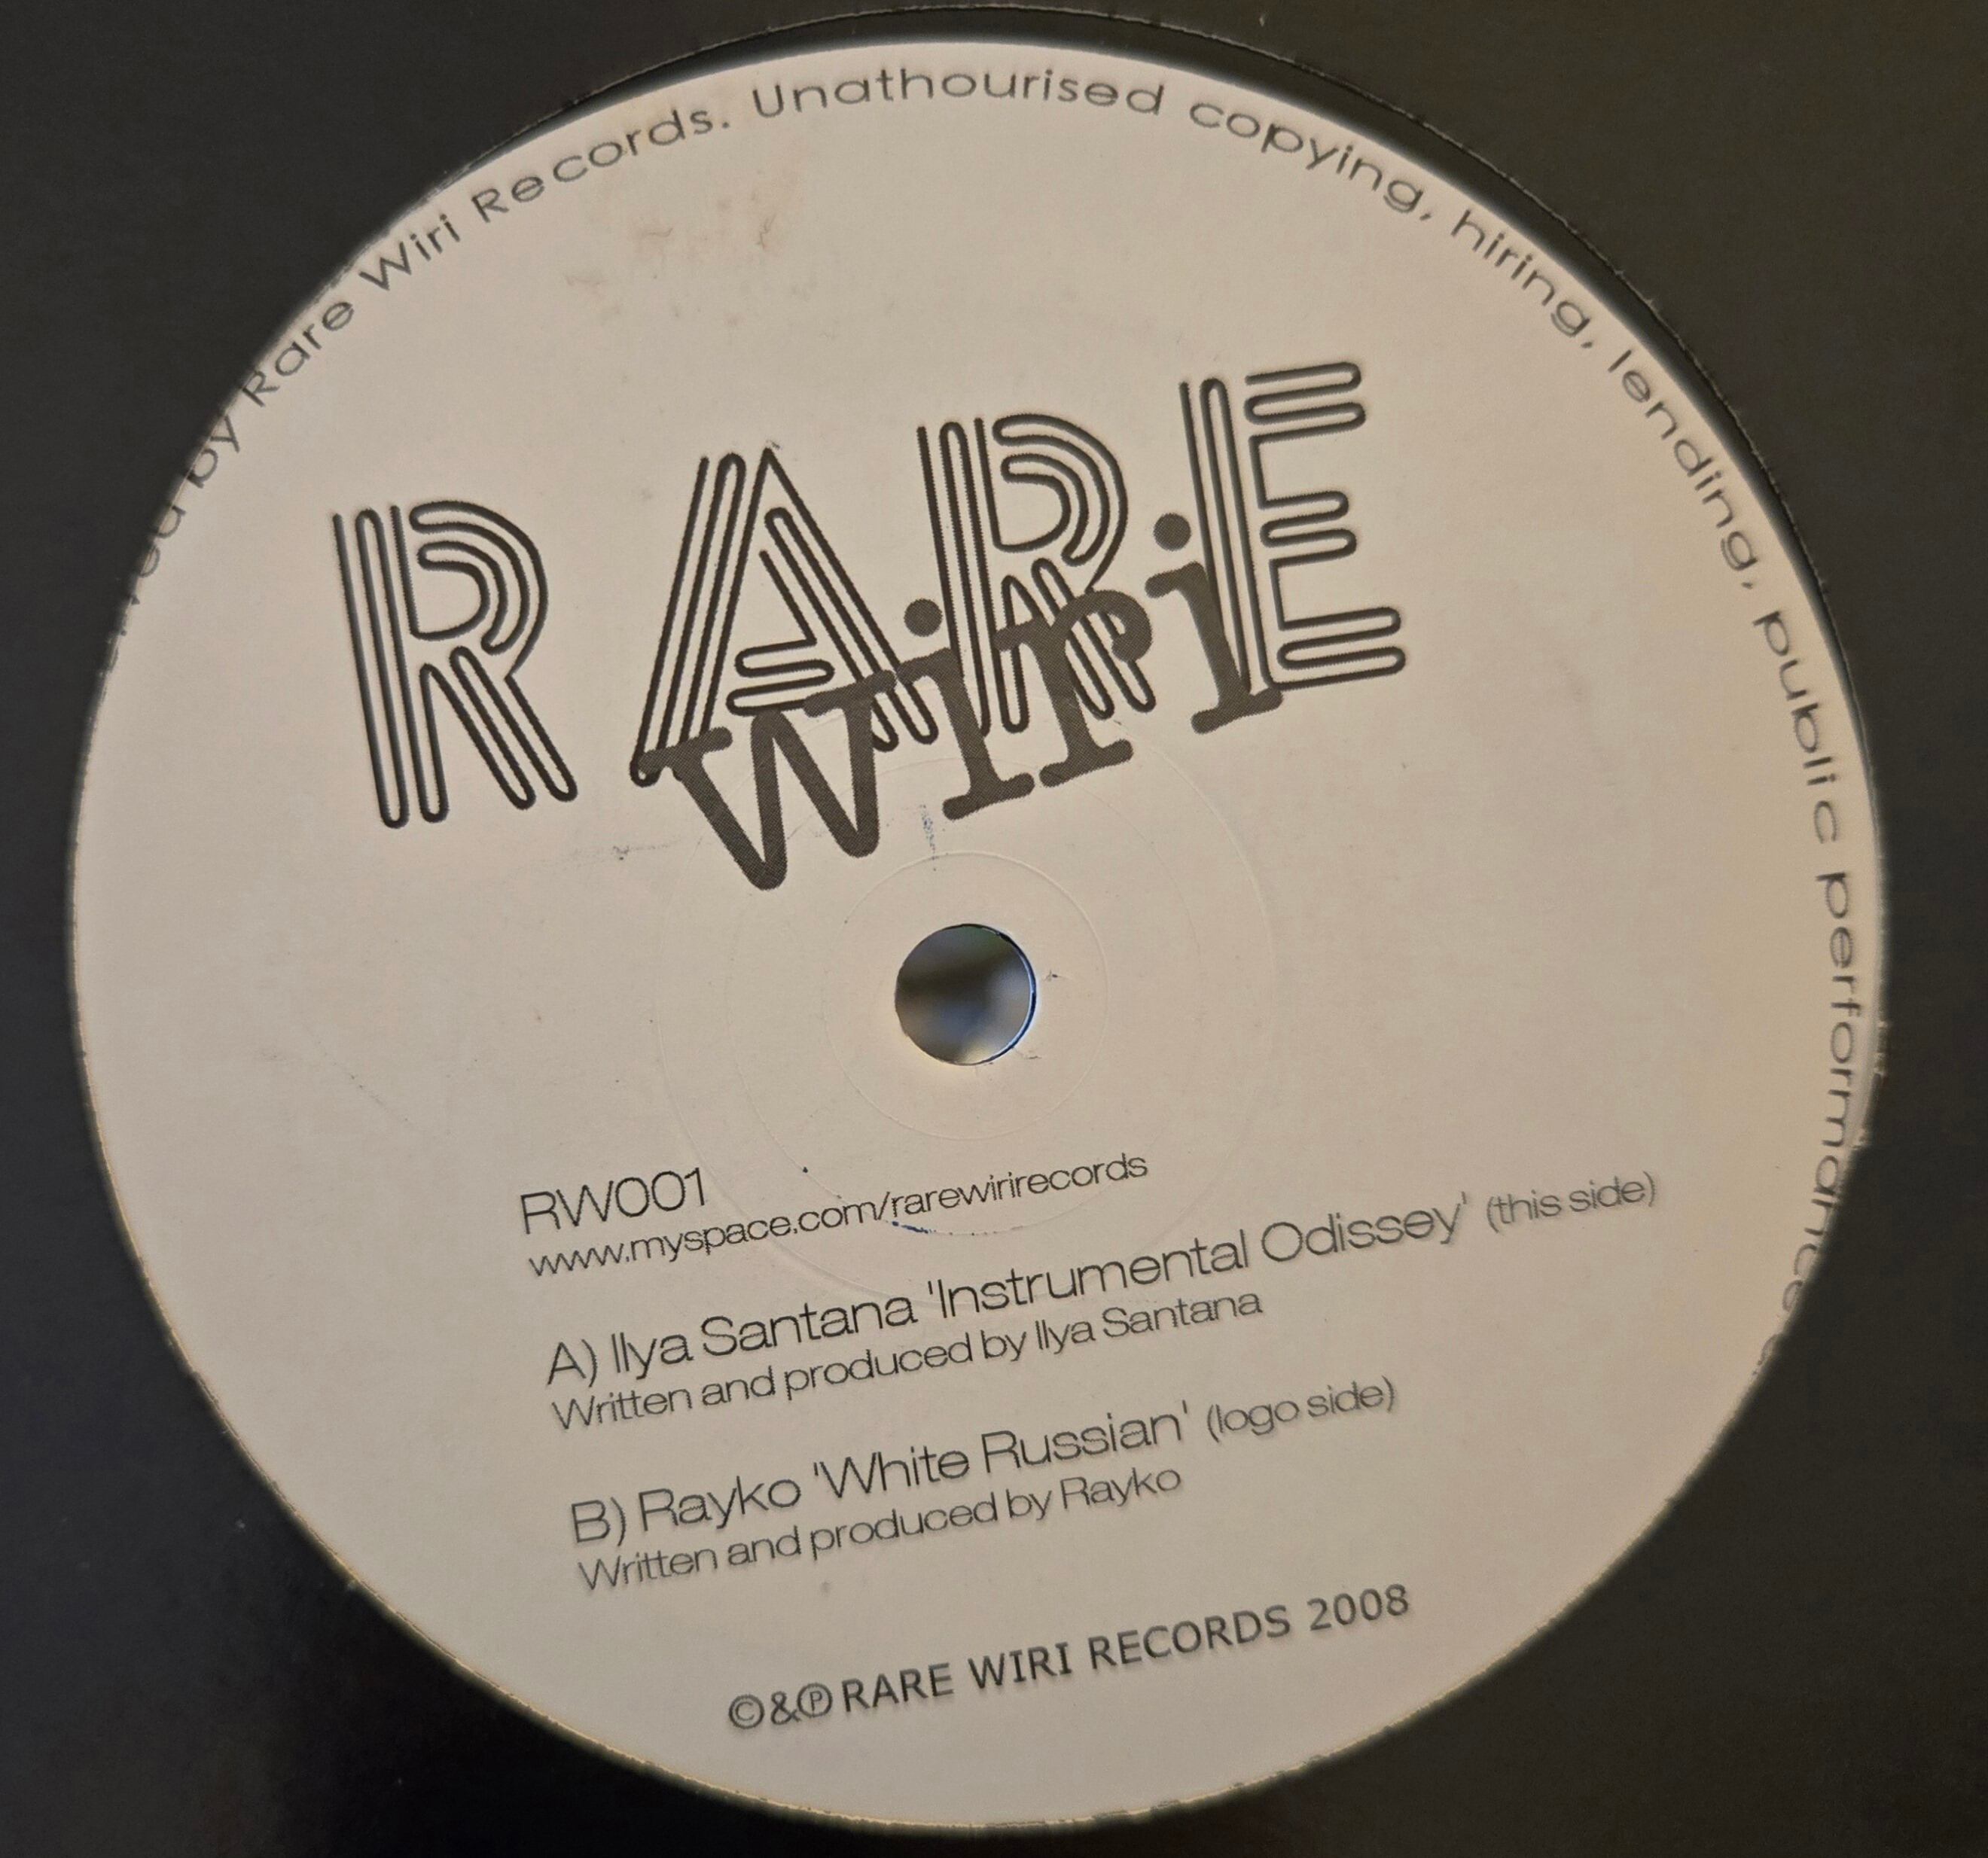 by Rare Wiri Records. Unathourised copying, hiring, lending, public performance
RARE
wiri
RW001
www.myspace.com/rarewirirecords
A) Ilya Santana 'Instrumental Odissey' (this side)
Written and produced by Ilya Santana
B) Rayko 'White Russian' (logo side)
Written and produced by Rayko
©&℗ RARE WIRI RECORDS 2008